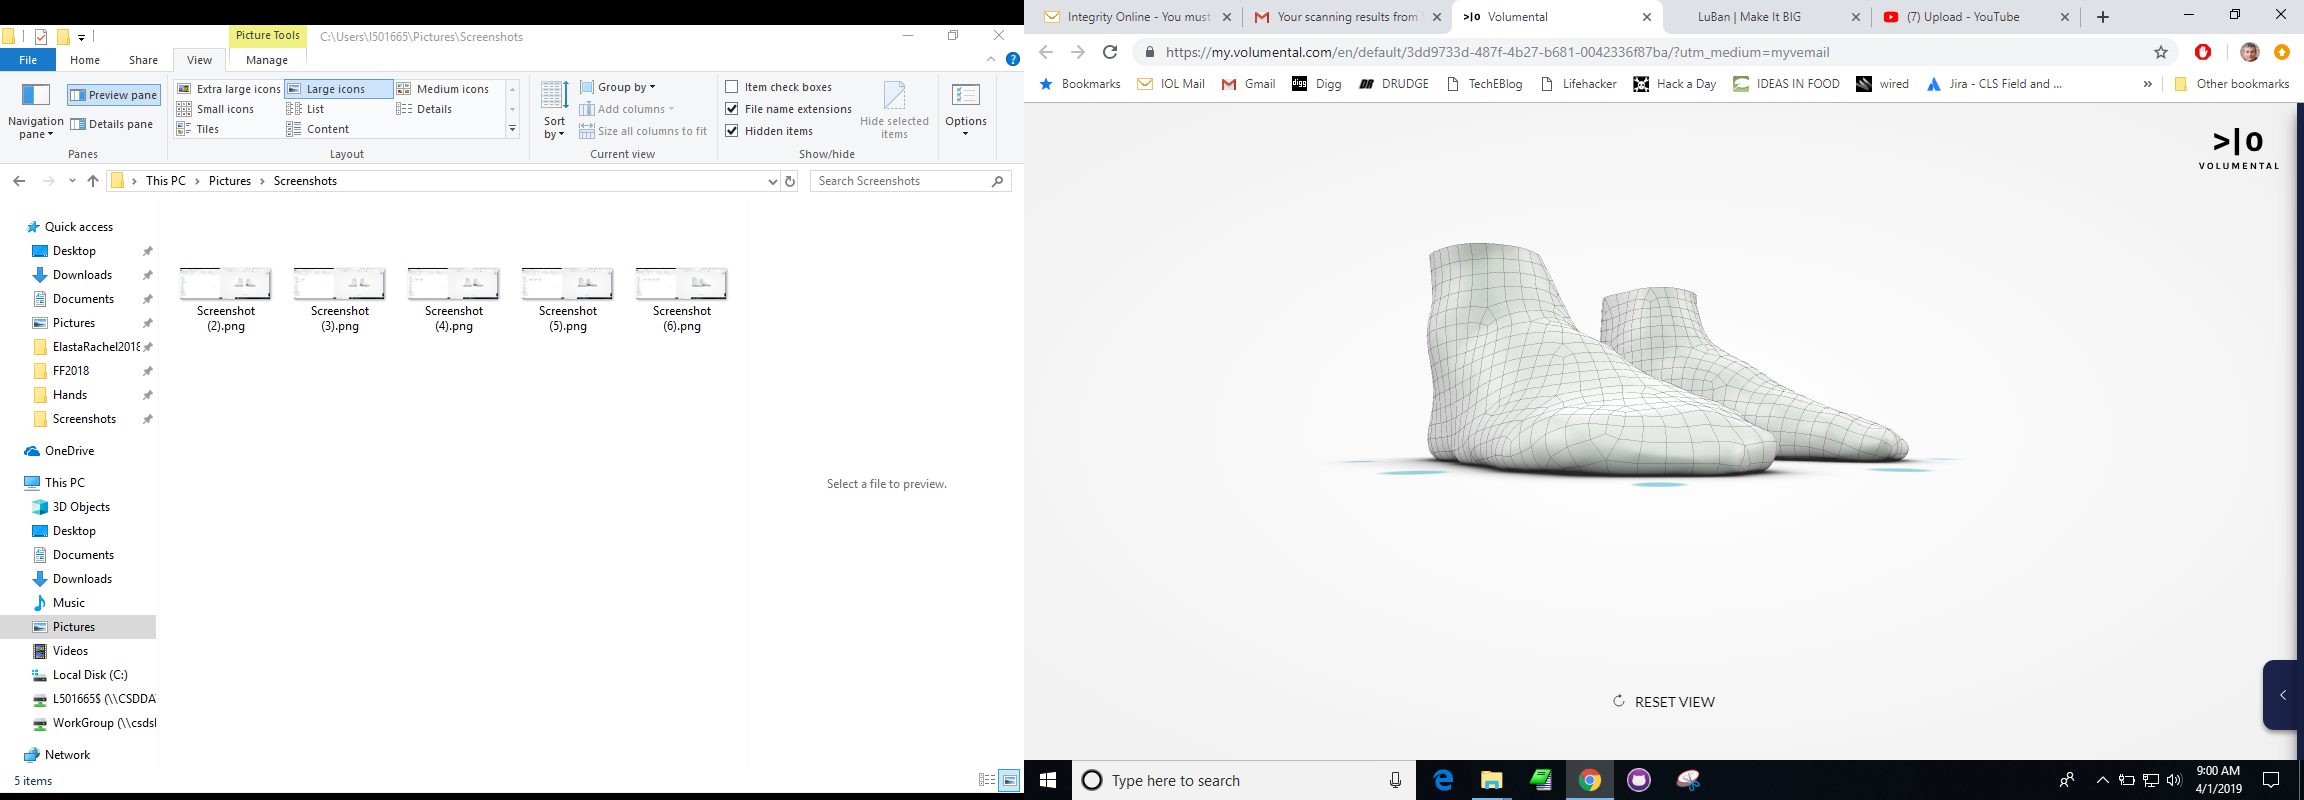 Picture Tools
C:\Users\I501665\Pictures\Screenshots
File Home Share View Manage
Navigation pane
Preview pane
Details pane
Panes
Extra large icons Large icons Medium icons
Small icons List Details
Tiles Content
Layout
Sort by
Group by
Add columns
Size all columns to fit
Current view
Item check boxes
File name extensions
Hidden items
Hide selected items
Show/hide
Options
This PC Pictures Screenshots
Search Screenshots
Quick access
Desktop
Downloads
Documents
Pictures
ElastaRachel2018
FF2018
Hands
Screenshots
OneDrive
This PC
3D Objects
Desktop
Documents
Downloads
Music
Pictures
Videos
Local Disk (C:)
L501665$ (\\CSDDA
WorkGroup (\\csds
Network
5 items
Screenshot (2).png
Screenshot (3).png
Screenshot (4).png
Screenshot (5).png
Screenshot (6).png
Select a file to preview.
Integrity Online - You must
Your scanning results from
>|o Volumental
LuBan | Make It BIG
(7) Upload - YouTube
https://my.volumental.com/en/default/3dd9733d-487f-4b27-b681-0042336f87ba/?utm_medium=myvemail
Bookmarks IOL Mail Gmail digg Digg DR DRUDGE TechEBlog Lifehacker Hack a Day IDEAS IN FOOD wired Jira - CLS Field and ... » Other bookmarks
>|o
VOLUMENTAL
RESET VIEW
Type here to search
9:00 AM
4/1/2019